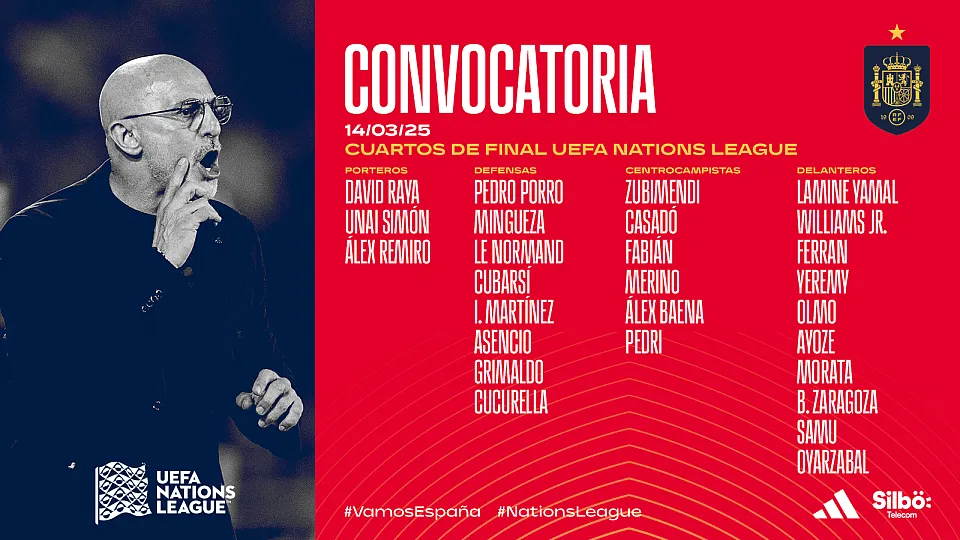 CONVOCATORIA
14/03/25
CUARTOS DE FINAL UEFA NATIONS LEAGUE
PORTEROS
DAVID RAYA
UNAI SIMÓN
ÁLEX REMIRO
DEFENSAS
PEDRO PORRO
MINGUEZA
LE NORMAND
CUBARSÍ
I. MARTÍNEZ
ASENCIO
GRIMALDO
CUCURELLA
CENTROCAMPISTAS
ZUBIMENDI
CASADÓ
FABIÁN
MERINO
ÁLEX BAENA
PEDRI
DELANTEROS
LAMINE YAMAL
WILLIAMS JR.
FERRAN
YEREMY
OLMO
AYOZE
MORATA
B. ZARAGOZA
SAMU
OYARZABAL
UEFA
NATIONS
LEAGUE
#VamosEspaña #NationsLeague
Silbö:
Telecom